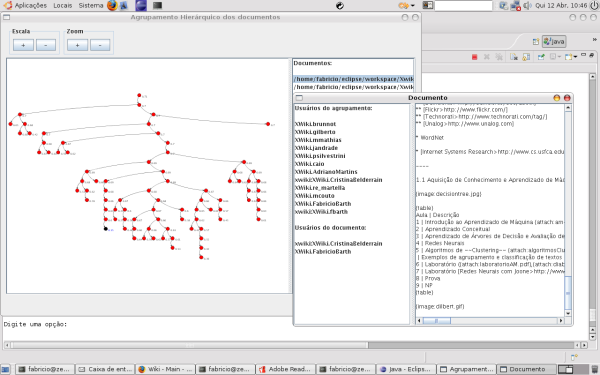 Aplicações Locais Sistema
Qui 12 Abr, 10:46
Agrupamento Hierárquico dos documentos
Escala
Zoom
+ - + -
Java
Documentos:
/home/fabricio/eclipse/workspace/Xwik
/home/fabricio/eclipse/workspace/Xwik
Documento
Usuários do agrupamento:
XWiki.brunnot
XWiki.gilberto
XWiki.mmathias
XWiki.jandrade
XWiki.psilvestrini
XWiki.caio
XWiki.AdrianoMartins
xwiki:XWiki.CristinaElderrain
XWiki.re_martella
XWiki.mcouto
XWiki.FabricioBarth
xwiki:XWiki.fbarth
Usuários do documento:
xwiki:XWiki.CristinaElderrain
XWiki.FabricioBarth
** [Flickr>http://www.flickr.com/]
** [Technorati>http://www.technorati.com/tag/]
** [Unalog>http://www.unalog.com]
* WordNet
* [Internet Systems Research>http://www.cs.usfca.edu
----
1.1 Aquisição de Conhecimento e Aprendizado de Má
{image:decisiontree.jpg}
{table}
Aula | Descrição
1 | Introdução ao Aprendizado de Máquina {attach:am
2 | Aprendizado Conceitual
3 | Aprendizado de Árvores de Decisão e Avaliação de
4 | Redes Neurais
5 | Algoritmos de ~~Clustering~~ {attach:algoritmosClu
| Exemplos de agrupamento e classificação de textos
6 | Laboratório {attach:laboratorioAM.pdf},{attach:diab
7 | Laboratório [Redes Neurais com Joone>http://www
8 | Prova
9 | NP
{table}
{image:dilbert.gif}
Digite uma opção:
fabricio@ze...
Caixa de ent...
Wiki - Main - ...
fabricio@ze...
Adobe Read...
fabricio@ze...
Java - Eclips...
Agrupament...
Documento